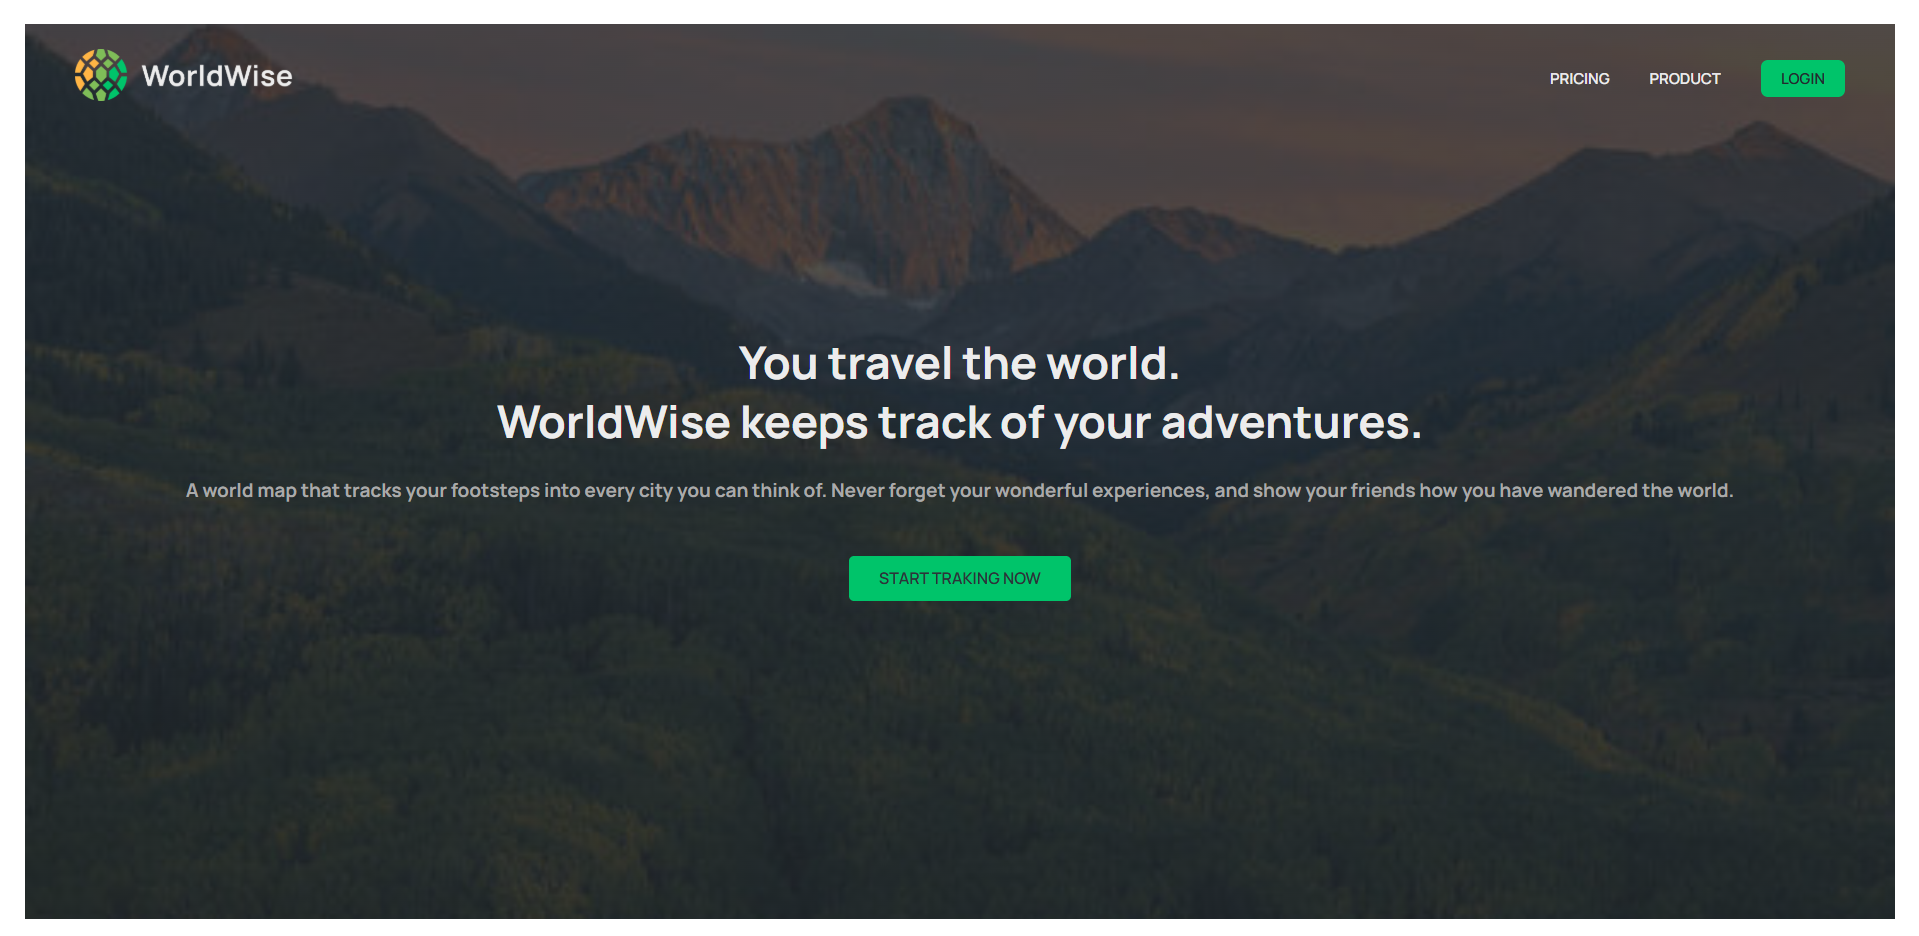 WorldWise
PRICING
PRODUCT
LOGIN
You travel the world.
WorldWise keeps track of your adventures.
A world map that tracks your footsteps into every city you can think of. Never forget your wonderful experiences, and show your friends how you have wandered the world.
START TRAKING NOW